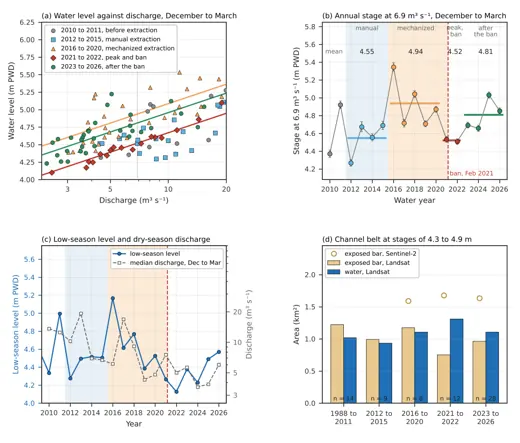 (a) Water level against discharge, December to March
2010 to 2011, before extraction
2012 to 2015, manual extraction
2016 to 2020, mechanized extraction
2021 to 2022, peak and ban
2023 to 2026, after the ban
Water level (m PWD)
6.25
6.00
5.75
5.50
5.25
5.00
4.75
4.50
4.25
4.00
3
5
10
20
Discharge (m³ s⁻¹)
(b) Annual stage at 6.9 m³ s⁻¹, December to March
manual
mechanized
peak,
ban
after
the ban
mean
4.55
4.94
4.52
4.81
ban, Feb 2021
Stage at 6.9 m³ s⁻¹ (m PWD)
5.8
5.6
5.4
5.2
5.0
4.8
4.6
4.4
4.2
2010 2012 2014 2016 2018 2020 2022 2024 2026
Water year
(c) Low-season level and dry-season discharge
low-season level
median discharge, Dec to Mar
Low-season level (m PWD)
5.6
5.4
5.2
5.0
4.8
4.6
4.4
4.2
4.0
Discharge (m³ s⁻¹)
20
10
5
3
2010 2012 2014 2016 2018 2020 2022 2024 2026
Year
(d) Channel belt at stages of 4.3 to 4.9 m
exposed bar, Sentinel-2
exposed bar, Landsat
water, Landsat
Area (km²)
2.0
1.5
1.0
0.5
0.0
1988 to
2011
2012 to
2015
2016 to
2020
2021 to
2022
2023 to
2026